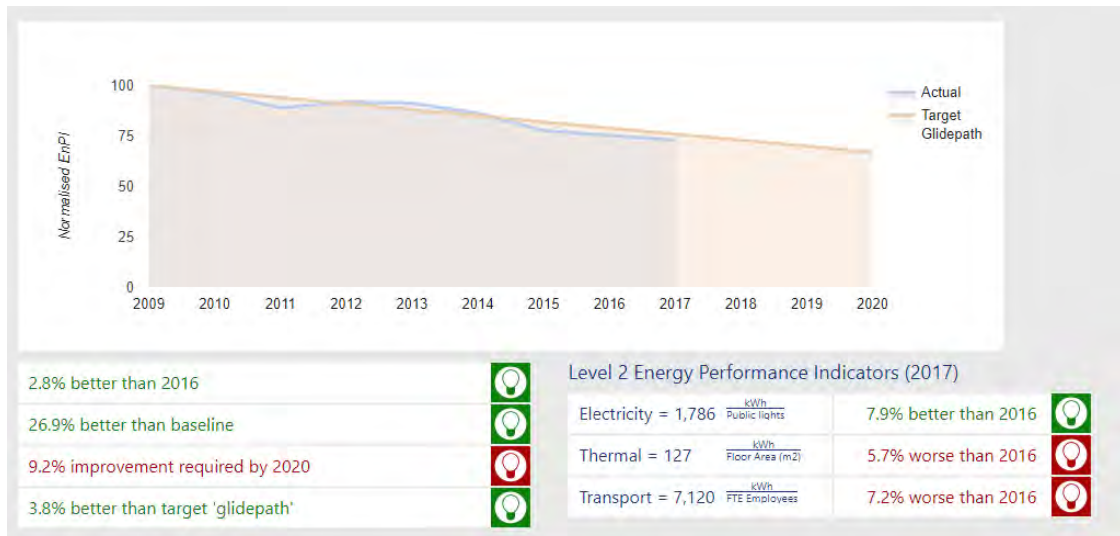 100
75
50
25
0
Normalised EnPI
2009 2010 2011 2012 2013 2014 2015 2016 2017 2018 2019 2020
Actual
Target
Glidepath
2.8% better than 2016
26.9% better than baseline
9.2% improvement required by 2020
3.8% better than target 'glidepath'
Level 2 Energy Performance Indicators (2017)
Electricity = 1,786 kWh / Public lights 7.9% better than 2016
Thermal = 127 kWh / Floor Area (m2) 5.7% worse than 2016
Transport = 7,120 kWh / FTE Employees 7.2% worse than 2016